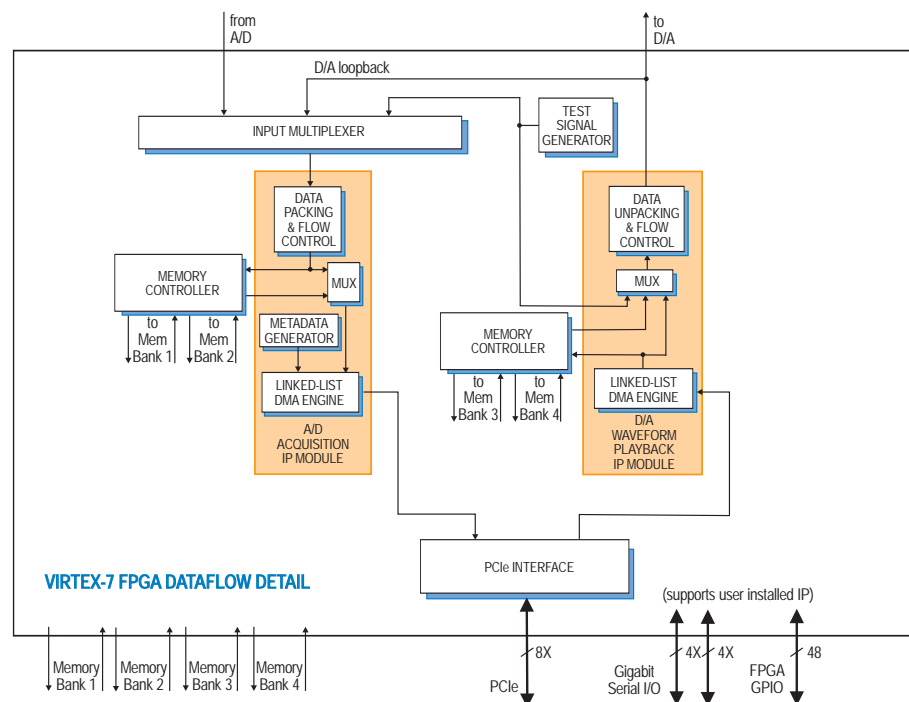 from
A/D
to
D/A
D/A loopback
INPUT MULTIPLEXER
TEST
SIGNAL
GENERATOR
DATA
PACKING
& FLOW
CONTROL
DATA
UNPACKING
& FLOW
CONTROL
MEMORY
CONTROLLER
MUX
MUX
to
Mem
Bank 1
to
Mem
Bank 2
METADATA
GENERATOR
MEMORY
CONTROLLER
LINKED-LIST
DMA ENGINE
LINKED-LIST
DMA ENGINE
to
Mem
Bank 3
to
Mem
Bank 4
A/D
ACQUISITION
IP MODULE
D/A
WAVEFORM
PLAYBACK
IP MODULE
PCIe INTERFACE
VIRTEX-7 FPGA DATAFLOW DETAIL
(supports user installed IP)
Memory
Bank 1
Memory
Bank 2
Memory
Bank 3
Memory
Bank 4
8X
PCIe
4X
4X
Gigabit
Serial I/O
48
FPGA
GPIO